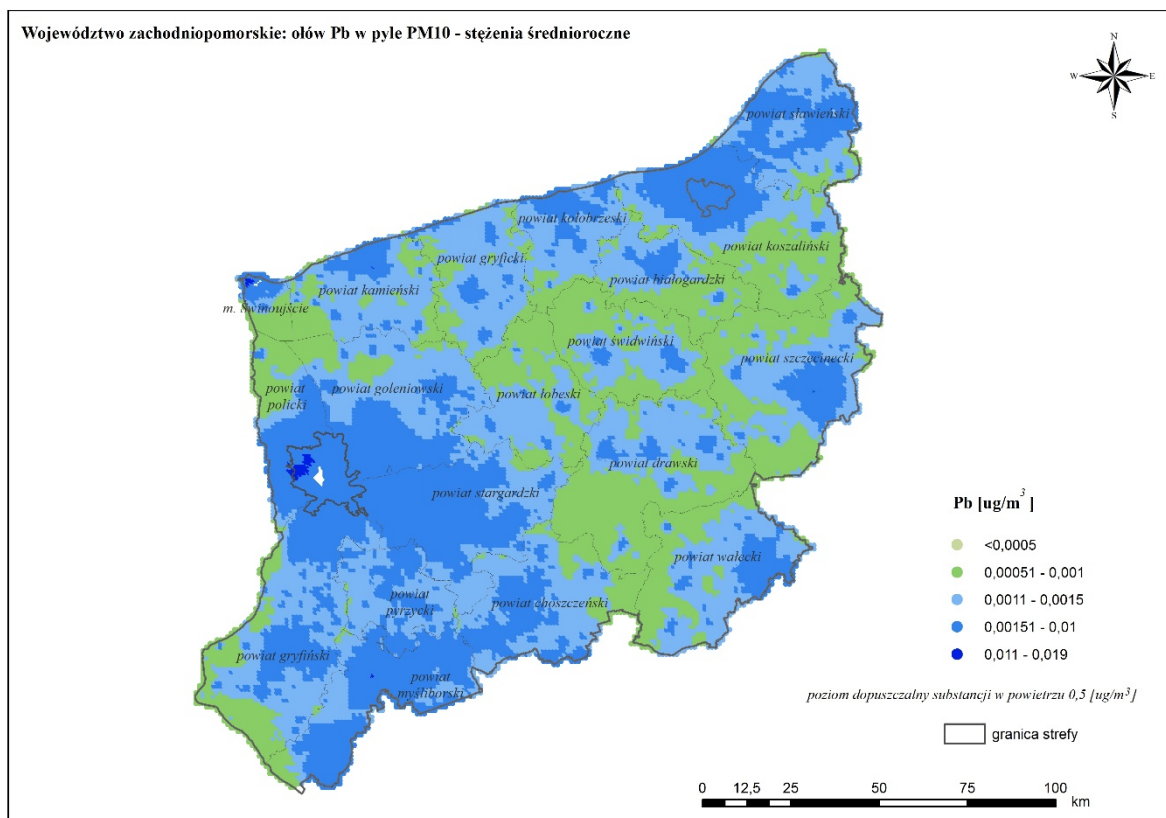 Województwo zachodniopomorskie: ołów Pb w pyle PM10 - stężenia średnioroczne
N
W
E
S
powiat sławieński
powiat kołobrzeski
powiat koszaliński
powiat gryficki
powiat białogardzki
powiat kamieński
m. Świnoujście
powiat świdwiński
powiat szczecinecki
powiat
policki
powiat goleniowski
powiat łobeski
powiat drawski
powiat stargardzki
powiat wałecki
powiat
pyrzycki
powiat choszczeński
powiat gryfiński
powiat
myśliborski
Pb [ug/m³ ]
<0,0005
0,00051 - 0,001
0,0011 - 0,0015
0,00151 - 0,01
0,011 - 0,019
poziom dopuszczalny substancji w powietrzu 0,5 [ug/m³]
granica strefy
0 12,5 25 50 75 100
km